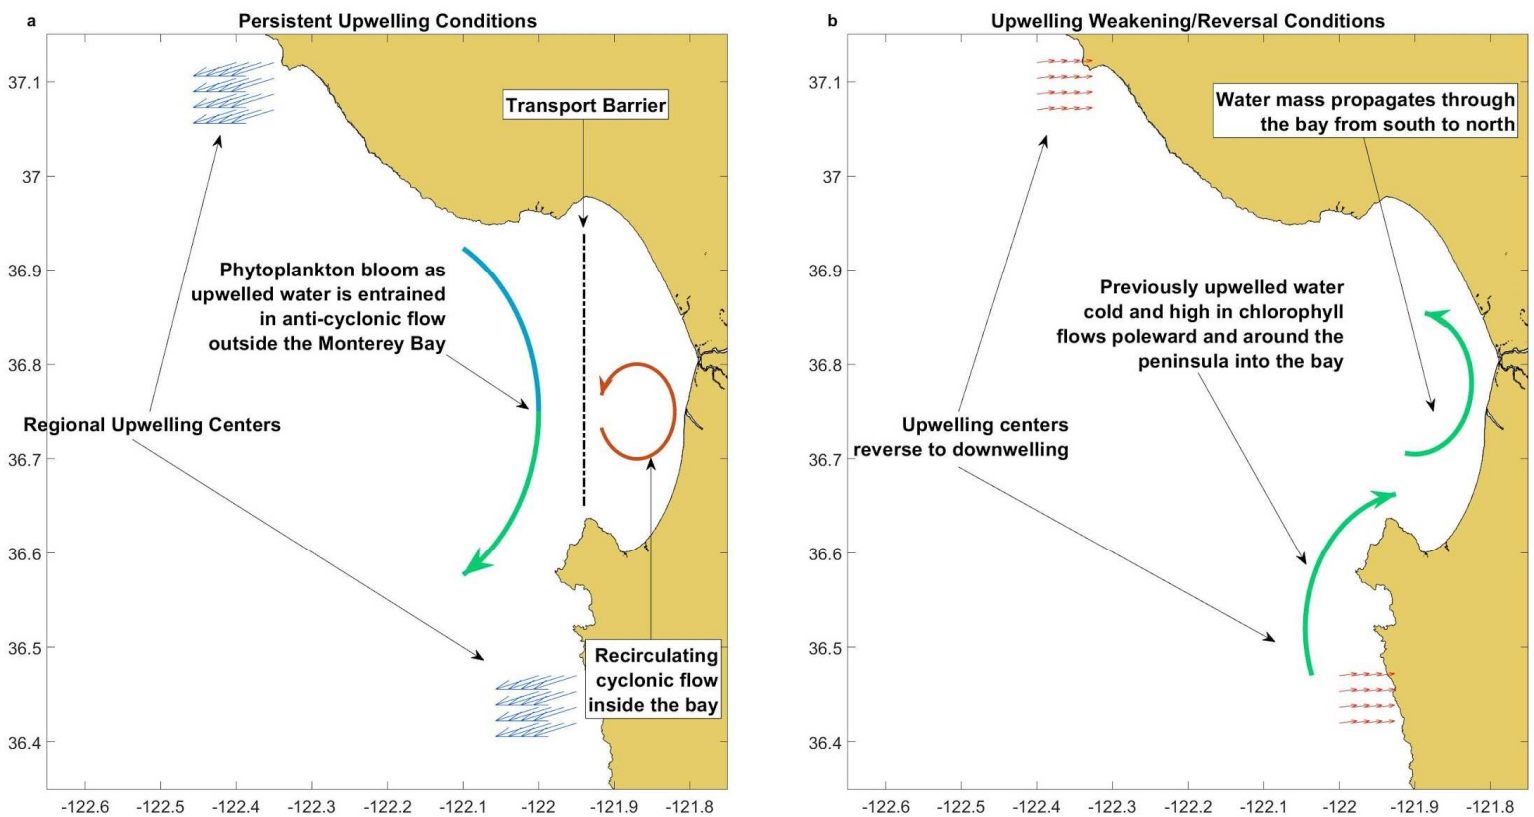 a
Persistent Upwelling Conditions
37.1
37
36.9
36.8
36.7
36.6
36.5
36.4
Transport Barrier
Phytoplankton bloom as
upwelled water is entrained
in anti-cyclonic flow
outside the Monterey Bay
Regional Upwelling Centers
Recirculating
cyclonic flow
inside the bay
-122.6 -122.5 -122.4 -122.3 -122.2 -122.1 -122 -121.9 -121.8
b
Upwelling Weakening/Reversal Conditions
37.1
37
36.9
36.8
36.7
36.6
36.5
36.4
Water mass propagates through
the bay from south to north
Previously upwelled water
cold and high in chlorophyll
flows poleward and around the
peninsula into the bay
Upwelling centers
reverse to downwelling
-122.6 -122.5 -122.4 -122.3 -122.2 -122.1 -122 -121.9 -121.8